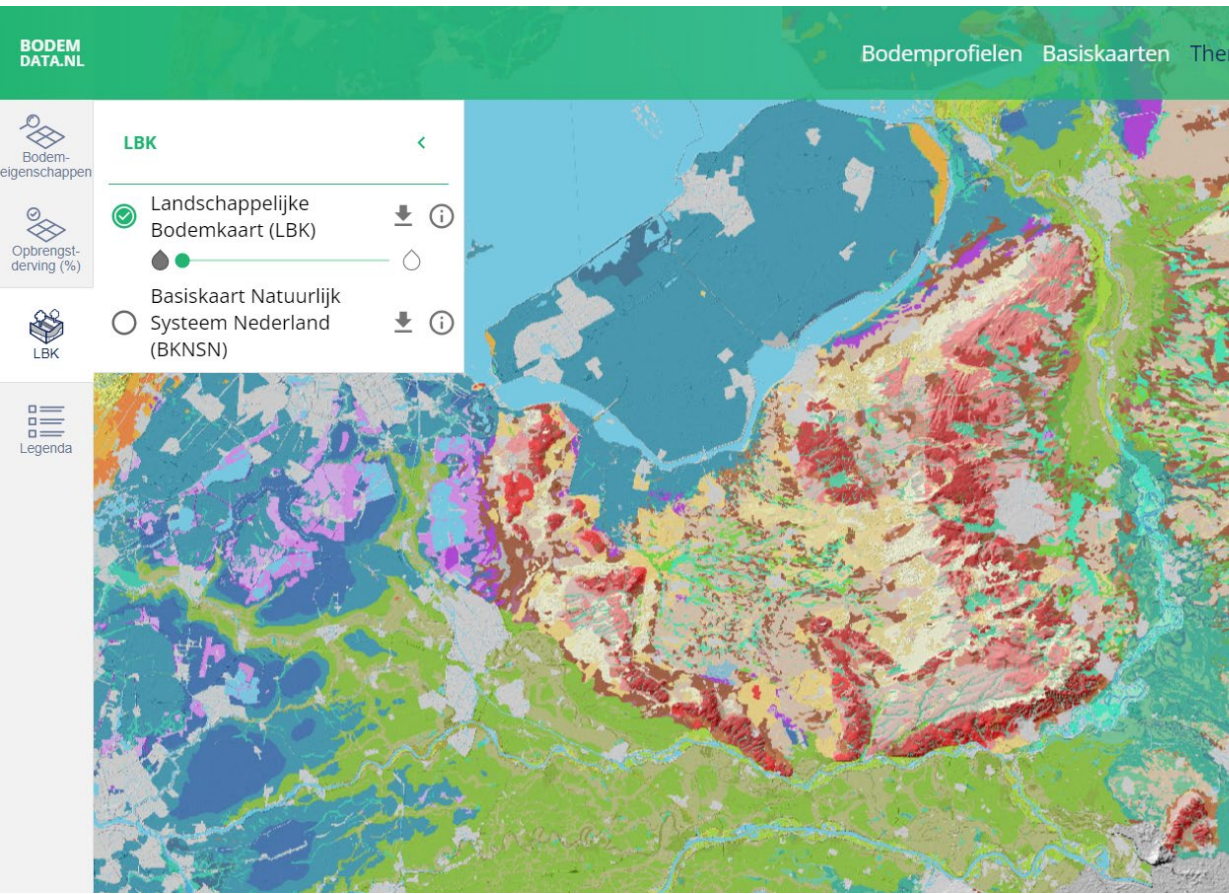 BODEM
DATA.NL
Bodemprofielen Basiskaarten
Bodem-
eigenschappen
Opbrengst-
derving (%)
LBK
Legenda
LBK
Landschappelijke
Bodemkaart (LBK)
Basiskaart Natuurlijk
Systeem Nederland
(BKNSN)